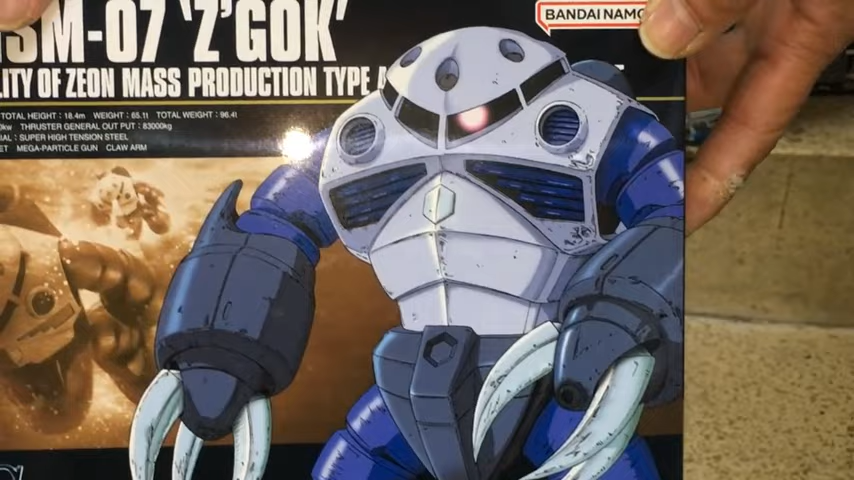 MSM-07 'Z'GOK'
BANDAI NAMCO
LITY OF ZEON MASS PRODUCTION TYPE
TOTAL HEIGHT : 18.4m WEIGHT : 65.1t TOTAL WEIGHT : 96.4t
THRUSTER GENERAL OUT PUT : 83000kg
: SUPER HIGH TENSION STEEL
MEGA-PARTICLE GUN CLAW ARM